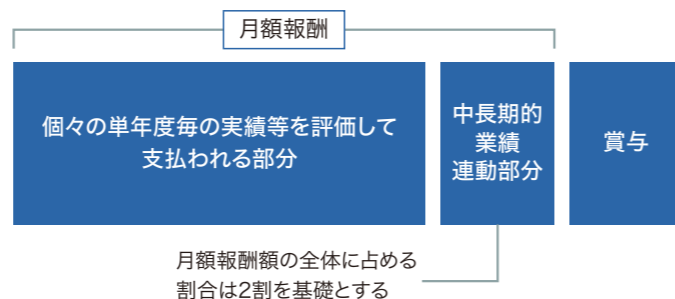 月額報酬
個々の単年度毎の実績等を評価して
支払われる部分
中長期的
業績
連動部分
賞与
月額報酬額の全体に占める
割合は2割を基礎とする